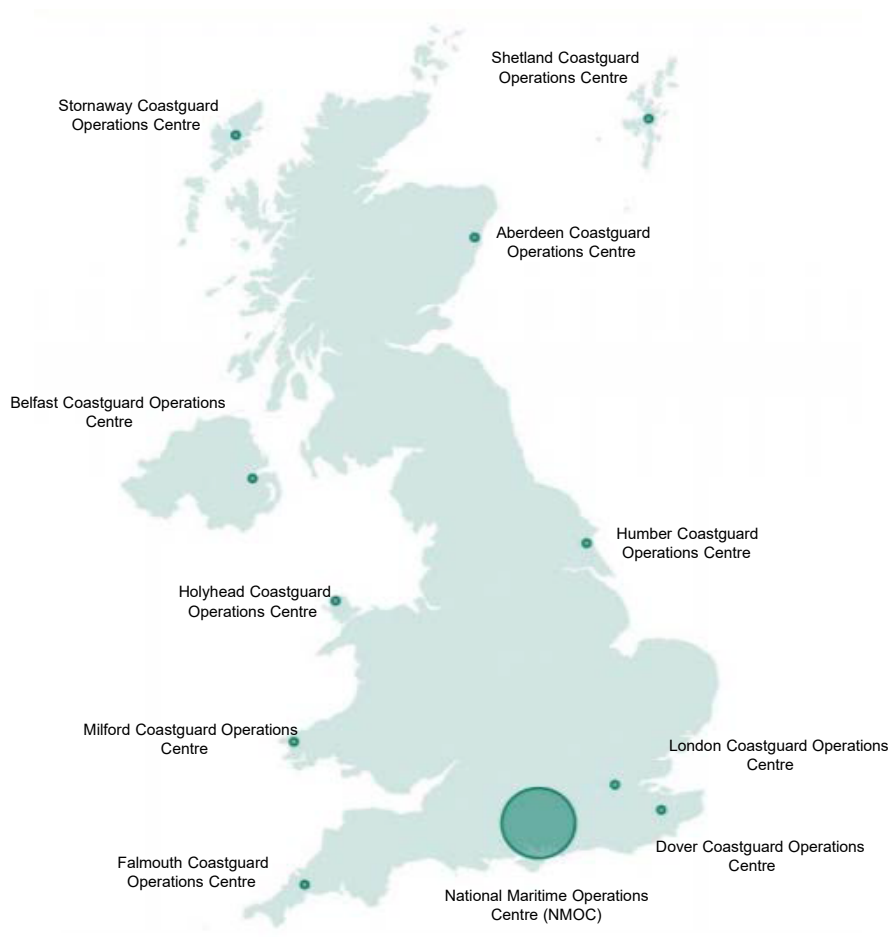 Shetland Coastguard
Operations Centre
Stornaway Coastguard
Operations Centre
Aberdeen Coastguard
Operations Centre
Belfast Coastguard Operations
Centre
Humber Coastguard
Operations Centre
Holyhead Coastguard
Operations Centre
Milford Coastguard Operations
Centre
London Coastguard Operations
Centre
Dover Coastguard Operations
Centre
Falmouth Coastguard
Operations Centre
National Maritime Operations
Centre (NMOC)